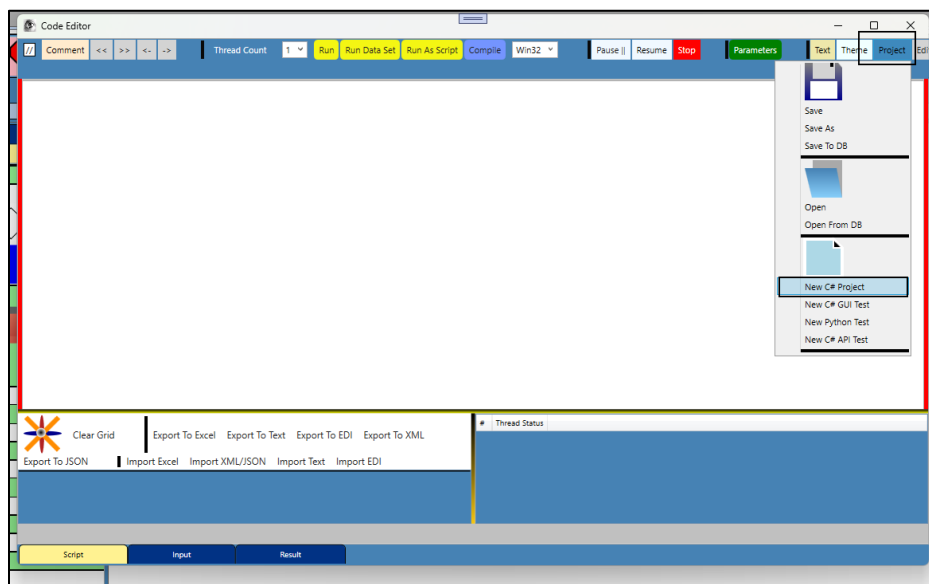 Code Editor
// Comment << >> <- -> Thread Count 1 Run Run Data Set Run As Script Compile Win32 Pause || Resume Stop Parameters Text Theme Project Edi
Save
Save As
Save To DB
Open
Open From DB
New C# Project
New C# GUI Test
New Python Test
New C# API Test
Clear Grid Export To Excel Export To Text Export To EDI Export To XML
Export To JSON Import Excel Import XML/JSON Import Text Import EDI
# Thread Status
Script Input Result